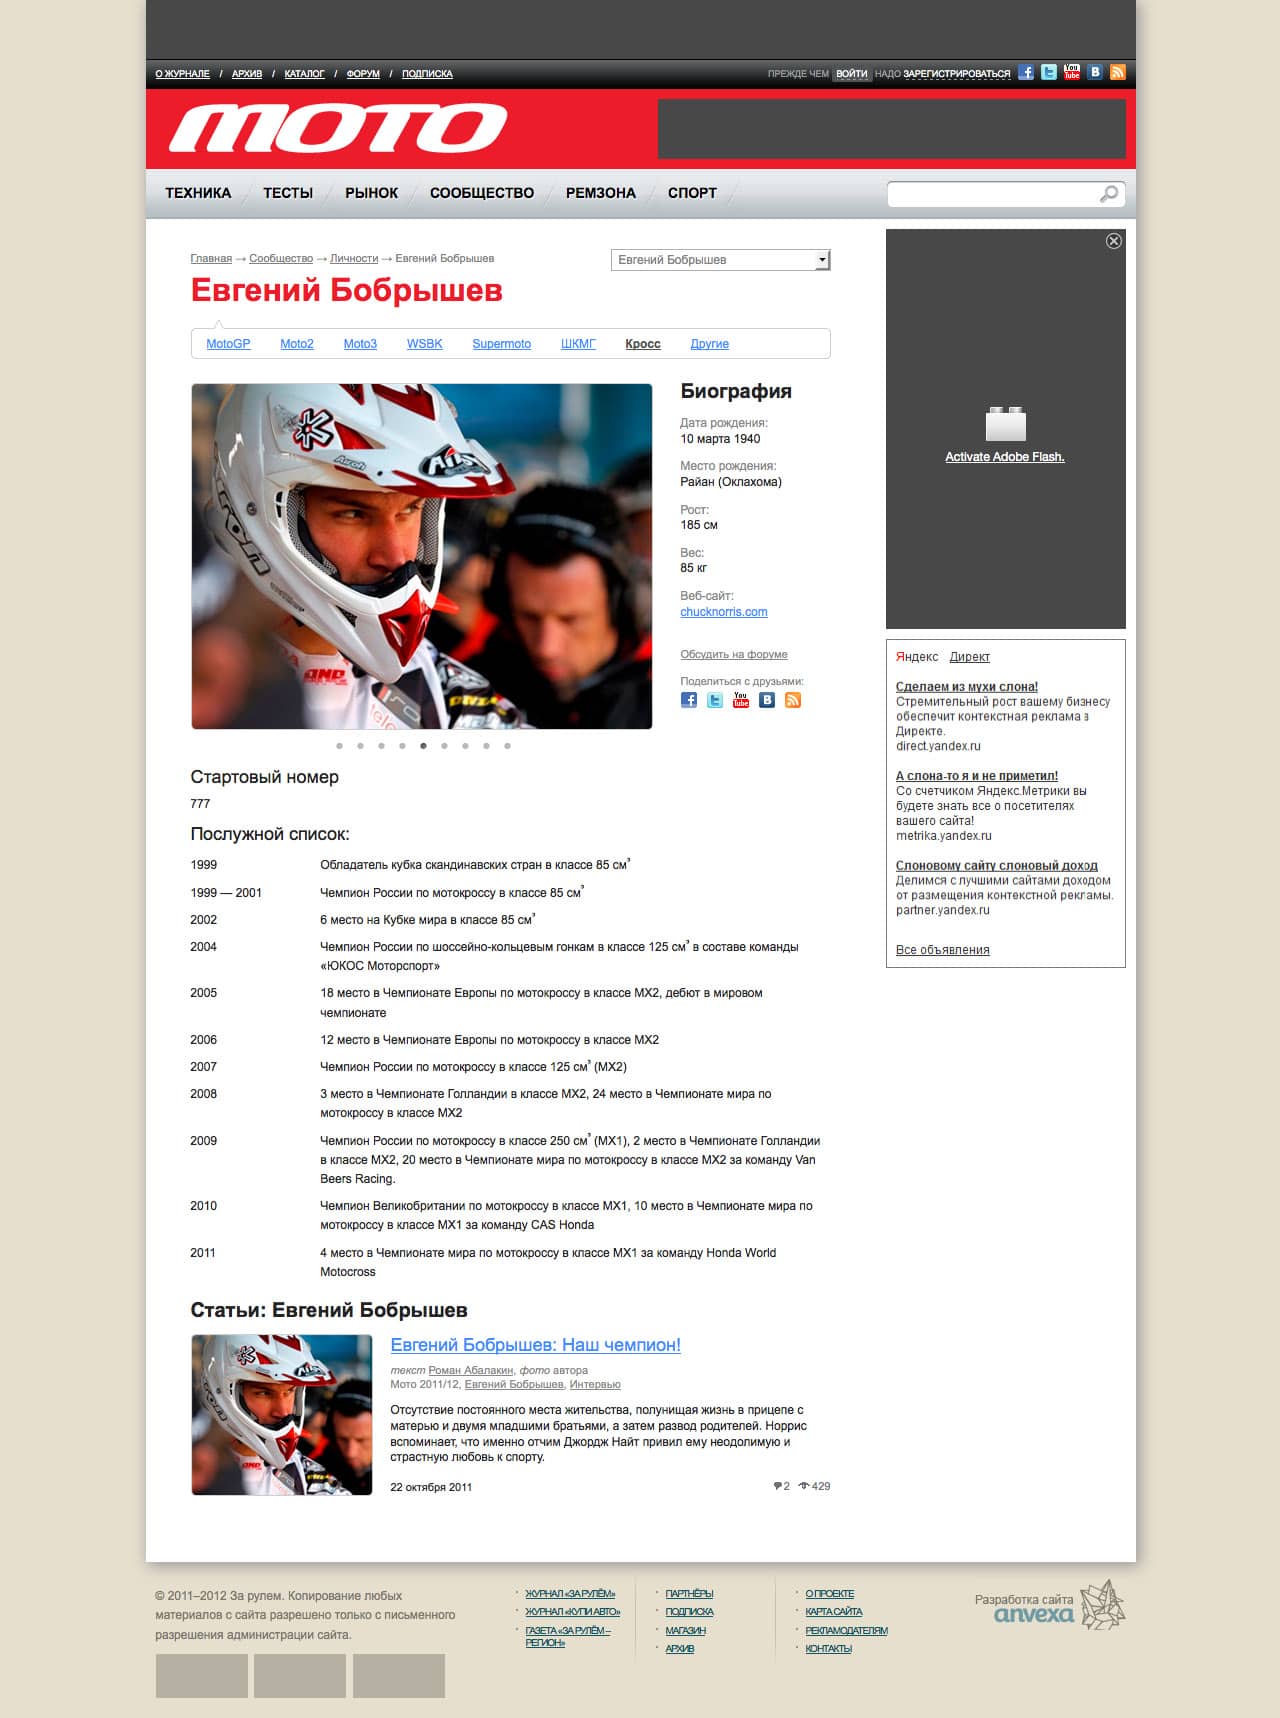 О ЖУРНАЛЕ / АРХИВ / КАТАЛОГ / ФОРУМ / ПОДПИСКА
ПРЕЖДЕ ЧЕМ ВОЙТИ НАДО ЗАРЕГИСТРИРОВАТЬСЯ
МОТО
ТЕХНИКА ТЕСТЫ РЫНОК СООБЩЕСТВО РЕМЗОНА СПОРТ
Главная → Сообщество → Личности → Евгений Бобрышев
Евгений Бобрышев
Евгений Бобрышев
MotoGP Moto2 Moto3 WSBK Supermoto ШКМГ Кросс Другие
Airoh
ARIS
ONE
Биография
Дата рождения:
10 марта 1940
Место рождения:
Райан (Оклахома)
Рост:
185 см
Вес:
85 кг
Веб-сайт:
chucknorris.com
Обсудить на форуме
Поделиться с друзьями:
Activate Adobe Flash.
Яндекс Директ
Сделаем из мухи слона!
Стремительный рост вашему бизнесу
обеспечит контекстная реклама в
Директе.
direct.yandex.ru
А слона-то я и не приметил!
Со счетчиком Яндекс.Метрики вы
будете знать все о посетителях
вашего сайта!
metrika.yandex.ru
Слоновому сайту слоновый доход
Делимся с лучшими сайтами доходом
от размещения контекстной рекламы.
partner.yandex.ru
Все объявления
Стартовый номер
777
Послужной список:
1999 Обладатель кубка скандинавских стран в классе 85 см³
1999 — 2001 Чемпион России по мотокроссу в классе 85 см³
2002 6 место на Кубке мира в классе 85 см³
2004 Чемпион России по шоссейно-кольцевым гонкам в классе 125 см³ в составе команды
«ЮКОС Моторспорт»
2005 18 место в Чемпионате Европы по мотокроссу в классе MX2, дебют в мировом
чемпионате
2006 12 место в Чемпионате Европы по мотокроссу в классе MX2
2007 Чемпион России по мотокроссу в классе 125 см³ (MX2)
2008 3 место в Чемпионате Голландии в классе MX2, 24 место в Чемпионате мира по
мотокроссу в классе MX2
2009 Чемпион России по мотокроссу в классе 250 см³ (MX1), 2 место в Чемпионате Голландии
в классе MX2, 20 место в Чемпионате мира по мотокроссу в классе MX2 за команду Van
Beers Racing.
2010 Чемпион Великобритании по мотокроссу в классе MX1, 10 место в Чемпионате мира по
мотокроссу в классе MX1 за команду CAS Honda
2011 4 место в Чемпионате мира по мотокроссу в классе MX1 за команду Honda World
Motocross
Статьи: Евгений Бобрышев
Евгений Бобрышев: Наш чемпион!
текст Роман Абалакин, фото автора
Мото 2011/12, Евгений Бобрышев, Интервью
Отсутствие постоянного места жительства, полунищая жизнь в прицепе с
матерью и двумя младшими братьями, а затем развод родителей. Норрис
вспоминает, что именно отчим Джордж Найт привил ему неодолимую и
страстную любовь к спорту.
22 октября 2011 2 429
© 2011–2012 За рулем. Копирование любых
материалов с сайта разрешено только с письменного
разрешения администрации сайта.
ЖУРНАЛ «ЗА РУЛЁМ»
ЖУРНАЛ «КУПИ АВТО»
ГАЗЕТА «ЗА РУЛЁМ –
РЕГИОН»
ПАРТНЁРЫ
ПОДПИСКА
МАГАЗИН
АРХИВ
О ПРОЕКТЕ
КАРТА САЙТА
РЕКЛАМОДАТЕЛЯМ
КОНТАКТЫ
Разработка сайта
anvexa